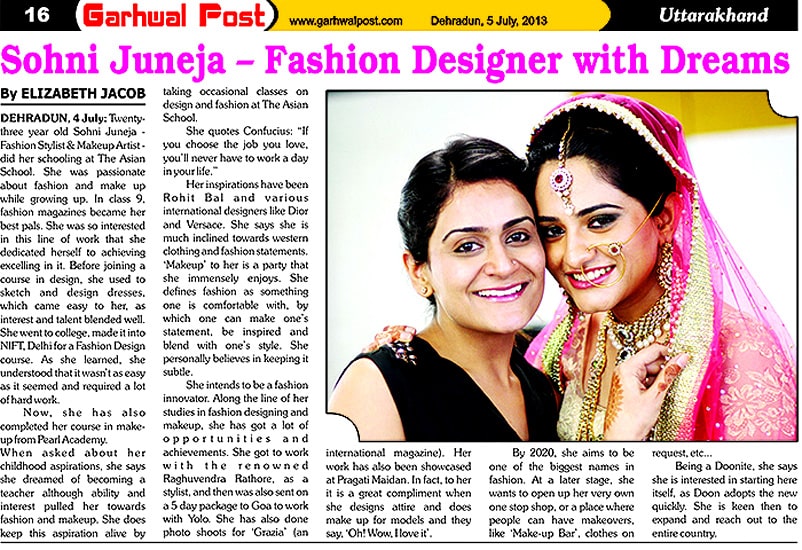 16
Garhwal Post
www.garhwalpost.com
Dehradun, 5 July, 2013
Uttarakhand
Sohni Juneja – Fashion Designer with Dreams
By ELIZABETH JACOB
DEHRADUN, 4 July: Twenty-
three year old Sohni Juneja -
Fashion Stylist & Makeup Artist -
did her schooling at The Asian
School. She was passionate
about fashion and make up
while growing up. In class 9,
fashion magazines became her
best pals. She was so interested
in this line of work that she
dedicated herself to achieving
excelling in it. Before joining a
course in design, she used to
sketch and design dresses,
which came easy to her, as
interest and talent blended well.
She went to college, made it into
NIFT, Delhi for a Fashion Design
course. As she learned, she
understood that it wasn't as easy
as it seemed and required a lot
of hard work.
Now, she has also
completed her course in make-
up from Pearl Academy.
When asked about her
childhood aspirations, she says
she dreamed of becoming a
teacher although ability and
interest pulled her towards
fashion and makeup. She does
keep this aspiration alive by
taking occasional classes on
design and fashion at The Asian
School.
She quotes Confucius: "If
you choose the job you love,
you'll never have to work a day
in your life."
Her inspirations have been
Rohit Bal and various
international designers like Dior
and Versace. She says she is
much inclined towards western
clothing and fashion statements.
'Makeup' to her is a party that
she immensely enjoys. She
defines fashion as something
one is comfortable with, by
which one can make one's
statement, be inspired and
blend with one's style. She
personally believes in keeping it
subtle.
She intends to be a fashion
innovator. Along the line of her
studies in fashion designing and
makeup, she has got a lot of
opportunities and
achievements. She got to work
with the renowned
Raghuvendra Rathore, as a
stylist, and then was also sent on
a 5 day package to Goa to work
with Yolo. She has also done
photo shoots for 'Grazia' (an
international magazine). Her
work has also been showcased
at Pragati Maidan. In fact, to her
it is a great compliment when
she designs attire and does
make up for models and they
say, 'Oh! Wow, I love it'.
By 2020, she aims to be
one of the biggest names in
fashion. At a later stage, she
wants to open up her very own
one stop shop, or a place where
people can have makeovers,
like 'Make-up Bar', clothes on
request, etc...
Being a Doonite, she says
she is interested in starting here
itself, as Doon adopts the new
quickly. She is keen then to
expand and reach out to the
entire country.